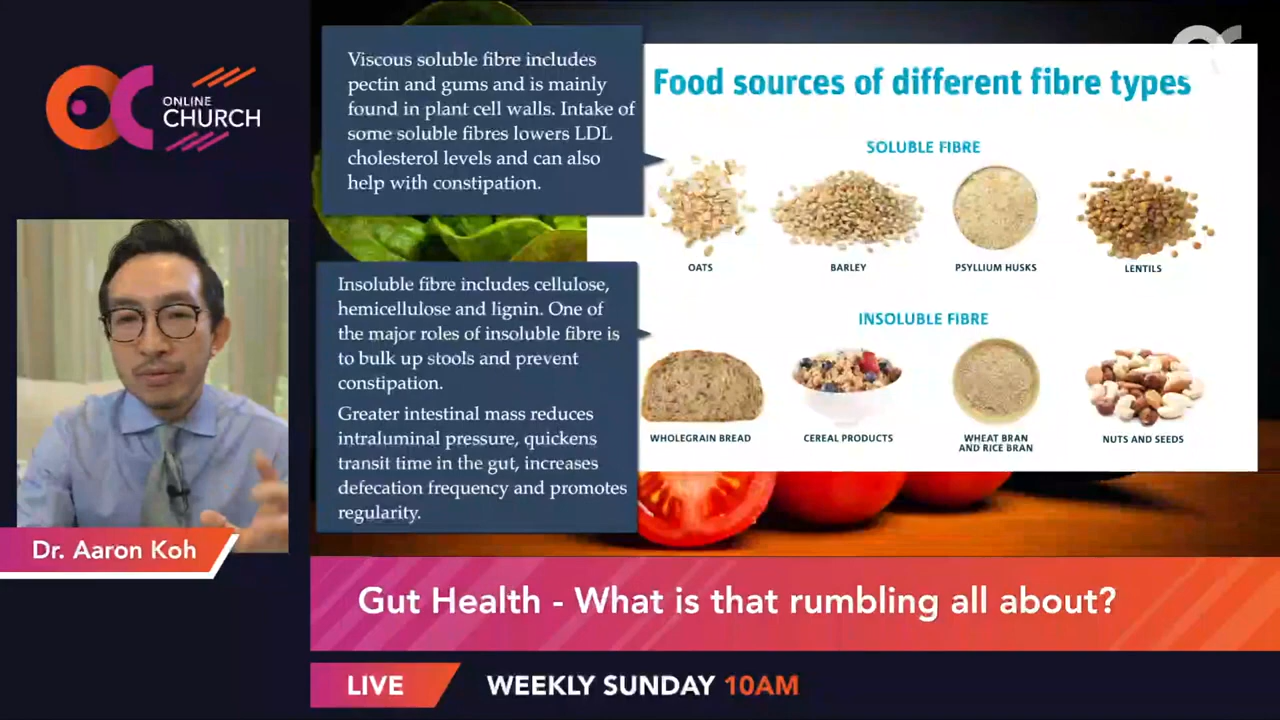 OC
ONLINE
CHURCH
Viscous soluble fibre includes
pectin and gums and is mainly
found in plant cell walls. Intake of
some soluble fibres lowers LDL
cholesterol levels and can also
help with constipation.
Food sources of different fibre types
SOLUBLE FIBRE
OATS
BARLEY
PSYLLIUM HUSKS
LENTILS
Insoluble fibre includes cellulose,
hemicellulose and lignin. One of
the major roles of insoluble fibre is
to bulk up stools and prevent
constipation.
Greater intestinal mass reduces
intraluminal pressure, quickens
transit time in the gut, increases
defecation frequency and promotes
regularity.
INSOLUBLE FIBRE
WHOLEGRAIN BREAD
CEREAL PRODUCTS
WHEAT BRAN
AND RICE BRAN
NUTS AND SEEDS
Dr. Aaron Koh
Gut Health - What is that rumbling all about?
LIVE
WEEKLY SUNDAY 10AM